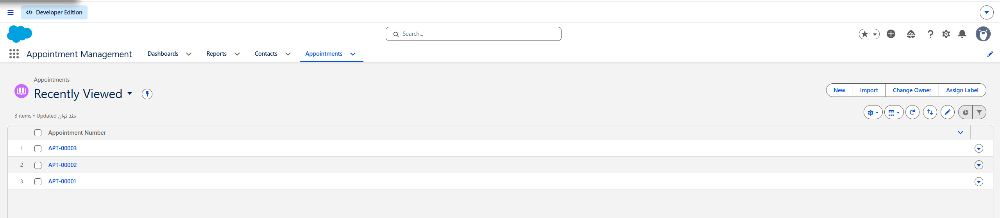 Developer Edition
Search...
Appointment Management Dashboards Reports Contacts Appointments
Appointments
Recently Viewed
New Import Change Owner Assign Label
3 items • Updated منذ ثوان
Appointment Number
1 APT-00003
2 APT-00002
3 APT-00001